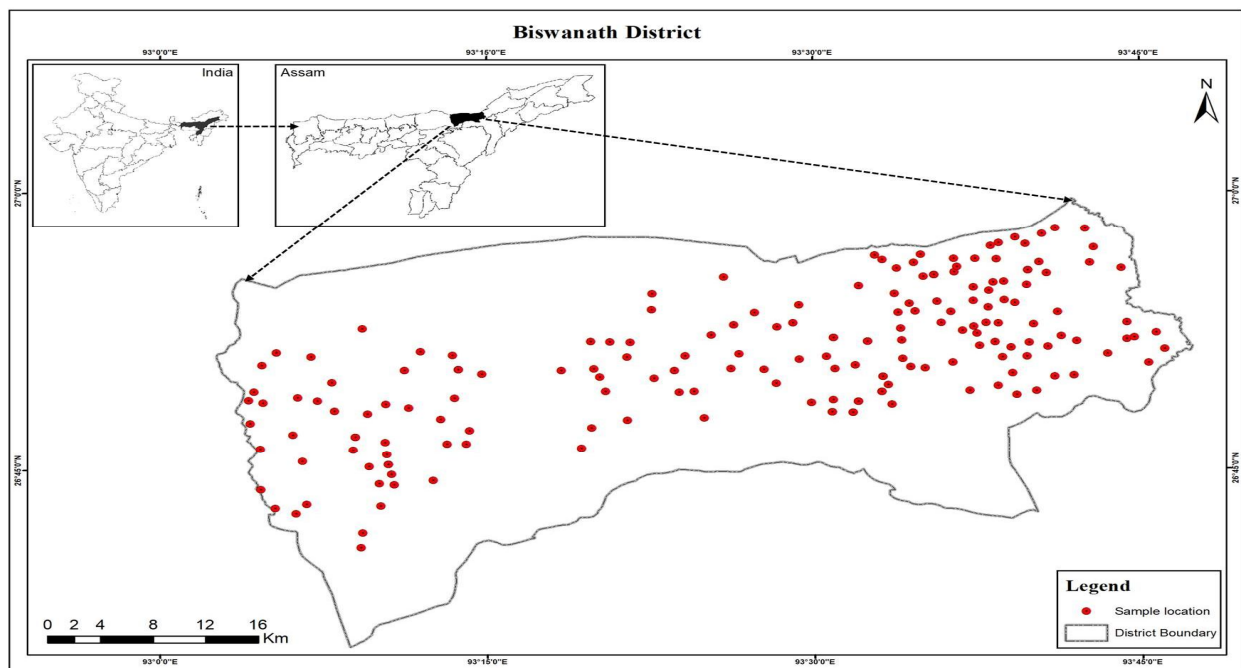 Biswanath District
93°0'0"E 93°15'0"E 93°30'0"E 93°45'0"E
India
Assam
N
27°0'0"N 27°0'0"N
26°45'0"N 26°45'0"N
Legend
Sample location
District Boundary
0 2 4 8 12 16
Km
93°0'0"E 93°15'0"E 93°30'0"E 93°45'0"E